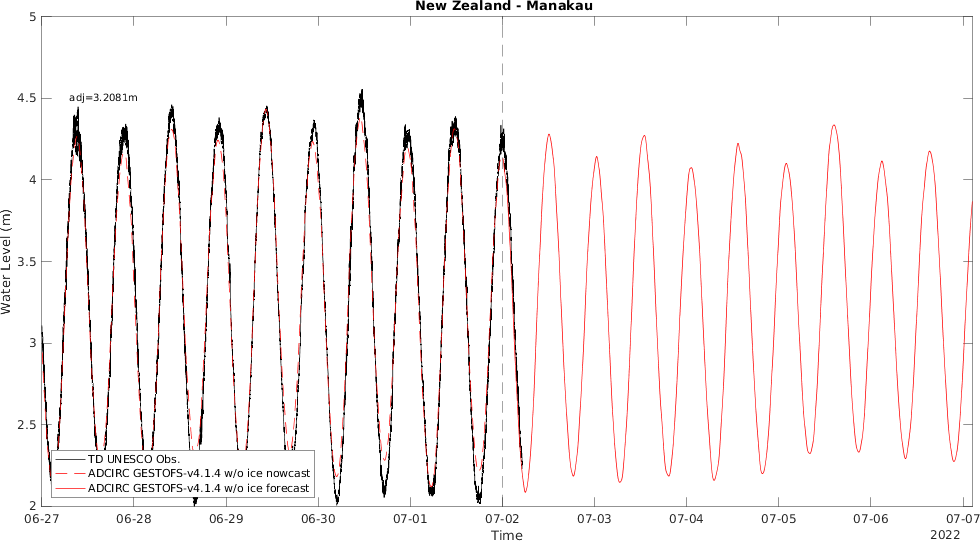 New Zealand - Manakau
5
4.5
4
3.5
3
2.5
2
Water Level (m)
adj=3.2081m
TD UNESCO Obs.
ADCIRC GESTOFS-v4.1.4 w/o ice nowcast
ADCIRC GESTOFS-v4.1.4 w/o ice forecast
06-27 06-28 06-29 06-30 07-01 07-02 07-03 07-04 07-05 07-06 07-07
Time
2022